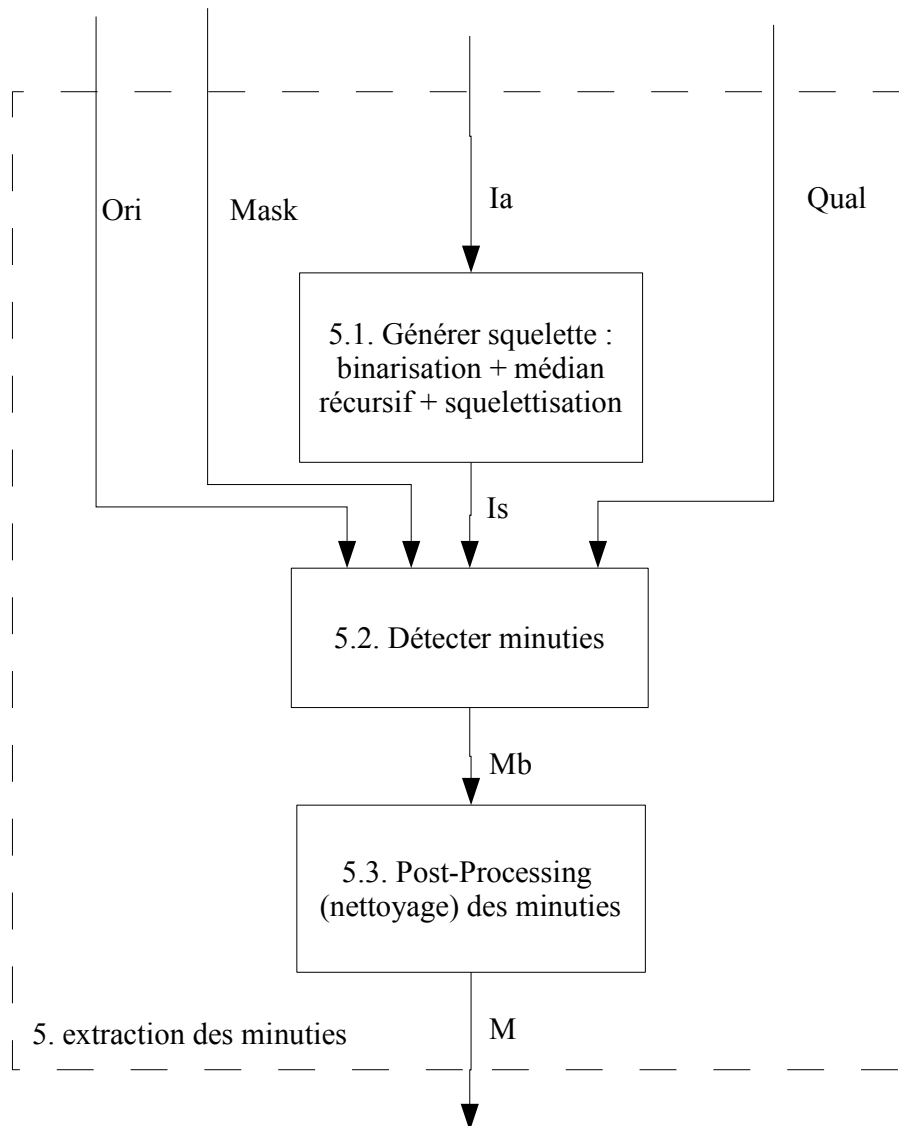 Ori
Mask
Ia
Qual
5.1. Générer squelette :
binarisation + médian
récursif + squelettisation
Is
5.2. Détecter minuties
Mb
5.3. Post-Processing
(nettoyage) des minuties
M
5. extraction des minuties